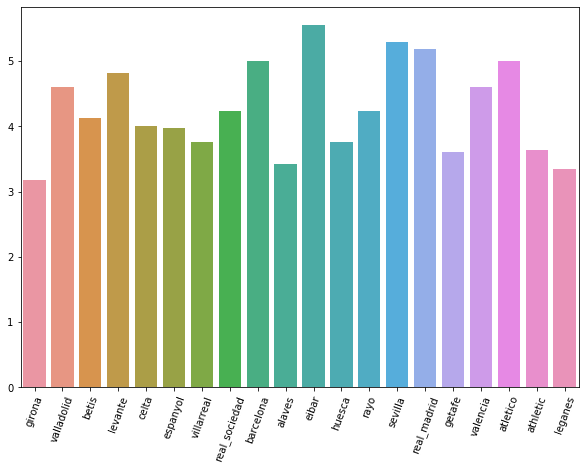 5
4
3
2
1
0
girona
valladolid
betis
levante
celta
espanyol
villarreal
real_sociedad
barcelona
alaves
eibar
huesca
rayo
sevilla
real_madrid
getafe
valencia
atletico
athletic
leganes